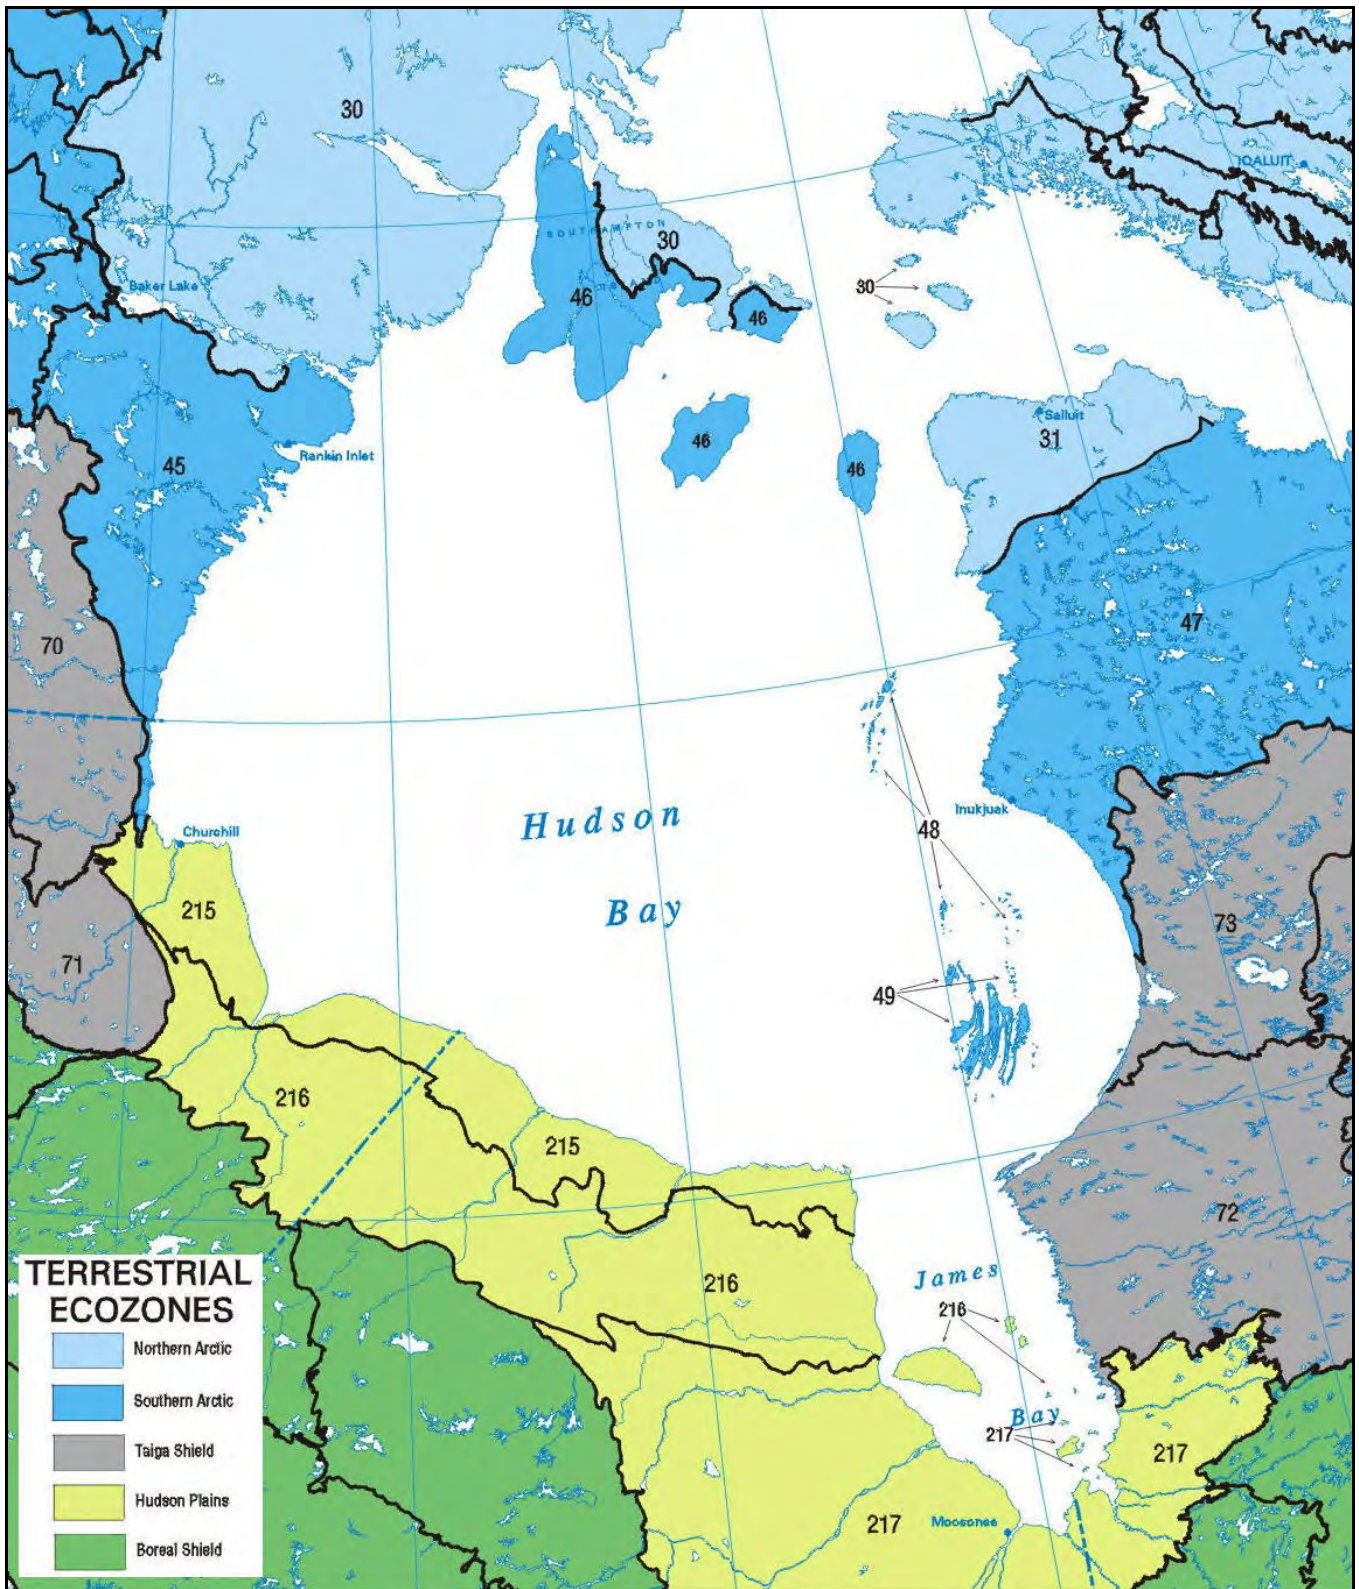 30
IQALUIT
SOUTHAMPTON
30
Baker Lake
30
46
46
Salluit
31
46
46
Rankin Inlet
45
47
70
Inukjuak
Hudson
48
Churchill
Bay
215
73
71
49
216
215
72
TERRESTRIAL
ECOZONES
James
216
216
Northern Arctic
Southern Arctic
Bay
217
Taiga Shield
217
Hudson Plains
217
Moosonee
Boreal Shield